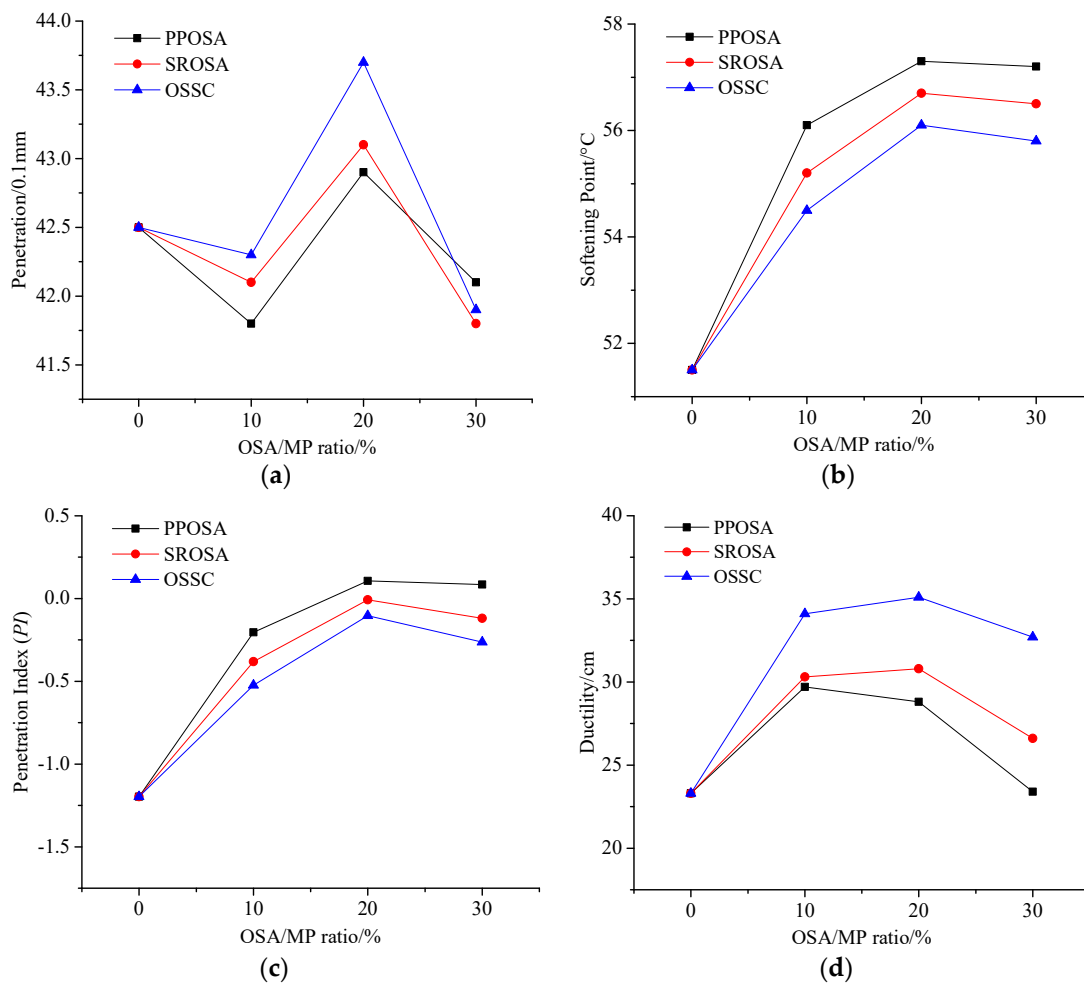 44.0
43.5
43.0
42.5
42.0
41.5
Penetration/0.1mm
PPOSA
SROSA
OSSC
0 10 20 30
OSA/MP ratio/%
(a)
58
56
54
52
Softening Point/°C
PPOSA
SROSA
OSSC
0 10 20 30
OSA/MP ratio/%
(b)
0.5
0.0
-0.5
-1.0
-1.5
Penetration Index (PI)
PPOSA
SROSA
OSSC
0 10 20 30
OSA/MP ratio/%
(c)
40
35
30
25
20
Ductility/cm
PPOSA
SROSA
OSSC
0 10 20 30
OSA/MP ratio/%
(d)